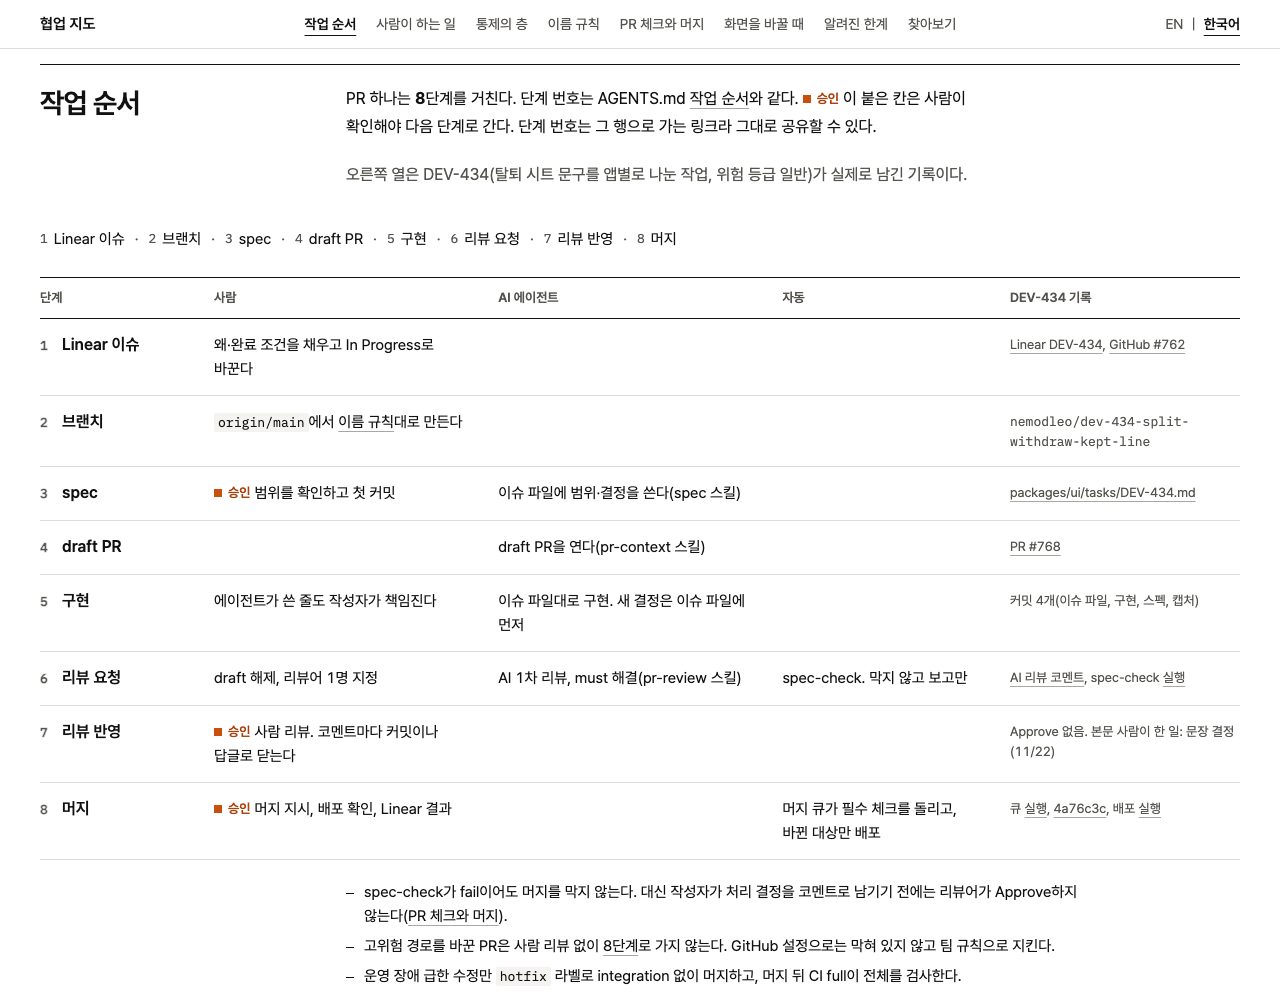 협업 지도
작업 순서 사람이 하는 일 통제의 층 이름 규칙 PR 체크와 머지 화면을 바꿀 때 알려진 한계 찾아보기
EN | 한국어
작업 순서
PR 하나는 8단계를 거친다. 단계 번호는 AGENTS.md 작업 순서와 같다. ■ 승인 이 붙은 칸은 사람이
확인해야 다음 단계로 간다. 단계 번호는 그 행으로 가는 링크라 그대로 공유할 수 있다.
오른쪽 열은 DEV-434(탈퇴 시트 문구를 앱별로 나눈 작업, 위험 등급 일반)가 실제로 남긴 기록이다.
1 Linear 이슈 · 2 브랜치 · 3 spec · 4 draft PR · 5 구현 · 6 리뷰 요청 · 7 리뷰 반영 · 8 머지
단계 사람 AI 에이전트 자동 DEV-434 기록
1 Linear 이슈 왜·완료 조건을 채우고 In Progress로 Linear DEV-434, GitHub #762
바꾼다
2 브랜치 origin/main에서 이름 규칙대로 만든다 nemodleo/dev-434-split-
withdraw-kept-line
3 spec ■ 승인 범위를 확인하고 첫 커밋 이슈 파일에 범위·결정을 쓴다(spec 스킬) packages/ui/tasks/DEV-434.md
4 draft PR draft PR을 연다(pr-context 스킬) PR #768
5 구현 에이전트가 쓴 줄도 작성자가 책임진다 이슈 파일대로 구현. 새 결정은 이슈 파일에 커밋 4개(이슈 파일, 구현, 스펙, 캡처)
먼저
6 리뷰 요청 draft 해제, 리뷰어 1명 지정 AI 1차 리뷰, must 해결(pr-review 스킬) spec-check. 막지 않고 보고만 AI 리뷰 코멘트, spec-check 실행
7 리뷰 반영 ■ 승인 사람 리뷰. 코멘트마다 커밋이나 Approve 없음. 본문 사람이 한 일: 문장 결정
답글로 닫는다 (11/22)
8 머지 ■ 승인 머지 지시, 배포 확인, Linear 결과 머지 큐가 필수 체크를 돌리고, 큐 실행, 4a76c3c, 배포 실행
바뀐 대상만 배포
– spec-check가 fail이어도 머지를 막지 않는다. 대신 작성자가 처리 결정을 코멘트로 남기기 전에는 리뷰어가 Approve하지
않는다(PR 체크와 머지).
– 고위험 경로를 바꾼 PR은 사람 리뷰 없이 8단계로 가지 않는다. GitHub 설정으로는 막혀 있지 않고 팀 규칙으로 지킨다.
– 운영 장애 급한 수정만 hotfix 라벨로 integration 없이 머지하고, 머지 뒤 CI full이 전체를 검사한다.